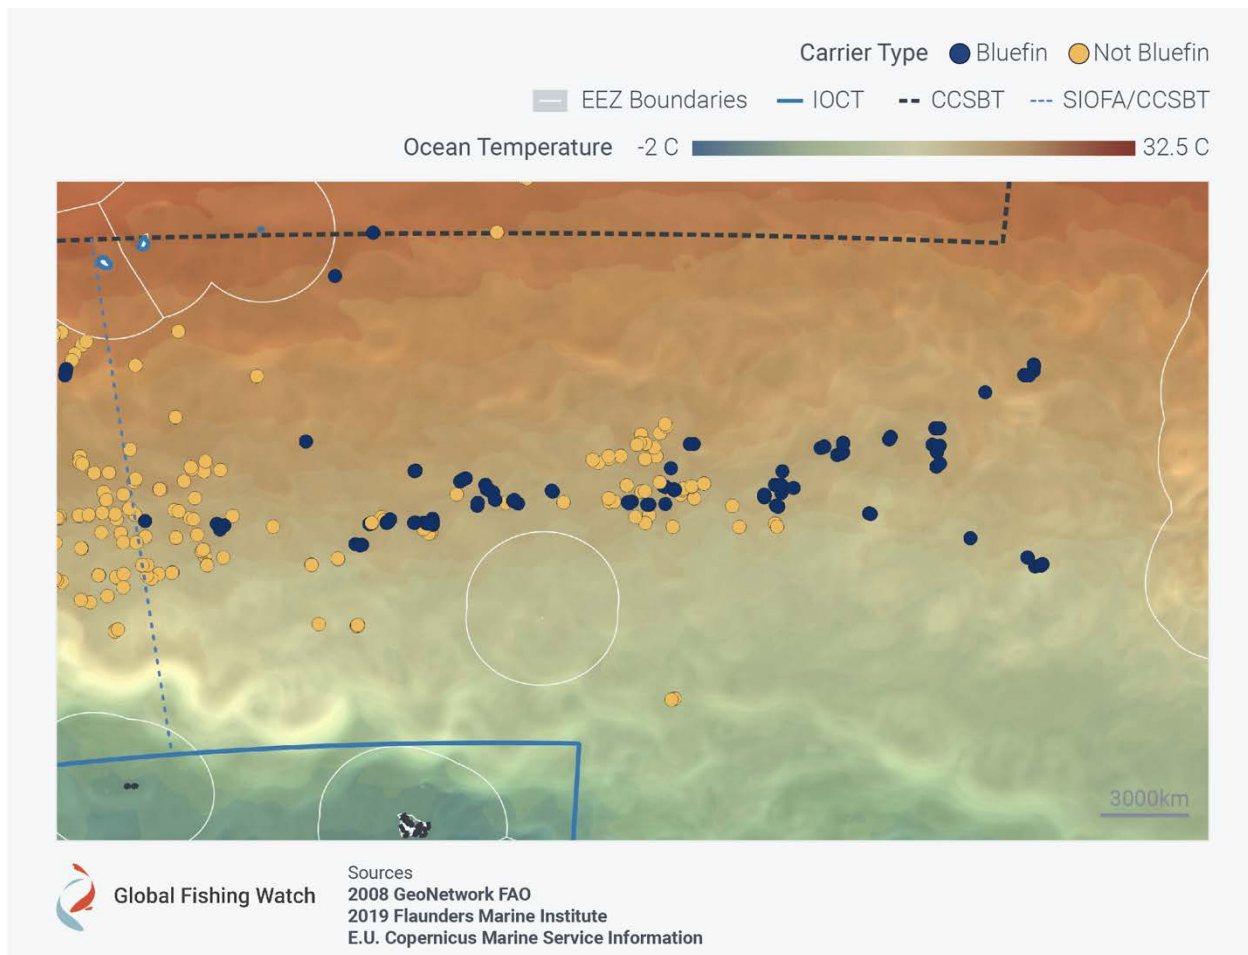 Carrier Type Bluefin Not Bluefin
EEZ Boundaries IOCT CCSBT SIOFA/CCSBT
Ocean Temperature -2 C 32.5 C
3000km
Global Fishing Watch
Sources
2008 GeoNetwork FAO
2019 Flaunders Marine Institute
E.U. Copernicus Marine Service Information